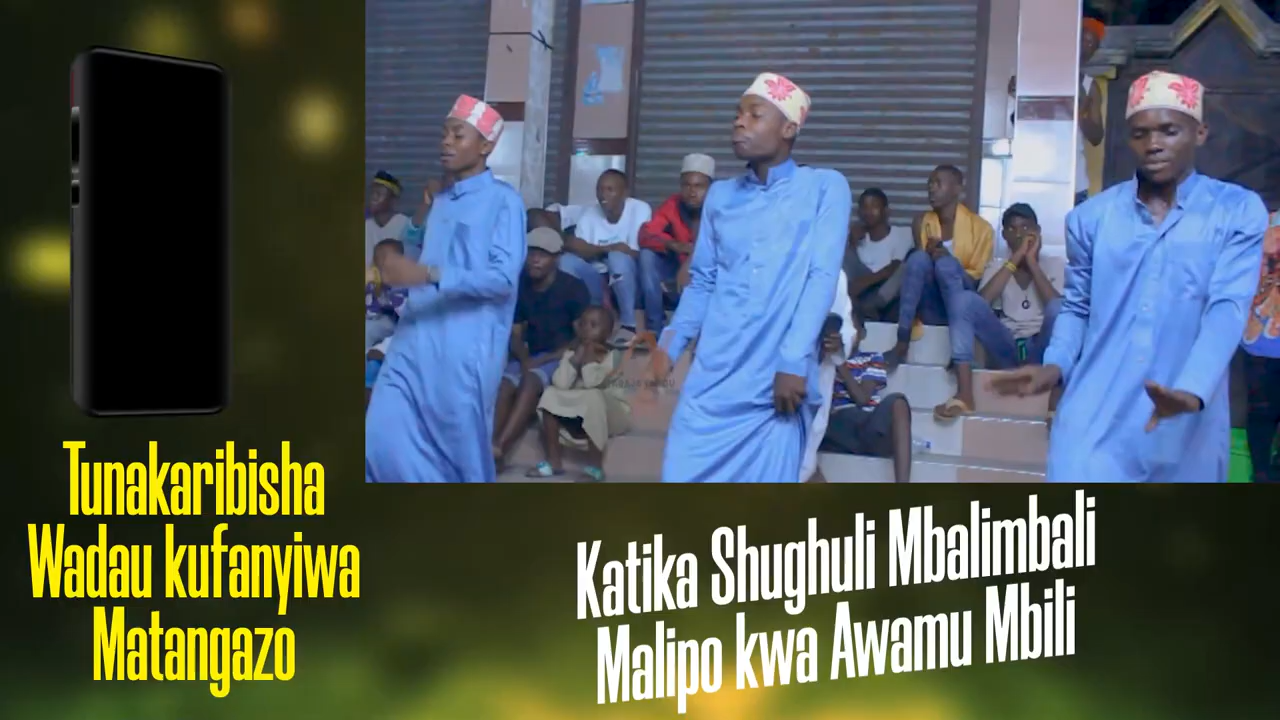 Tunakaribisha
Wadau kufanyiwa
Matangazo
Katika Shughuli Mbalimbali
Malipo kwa Awamu Mbili